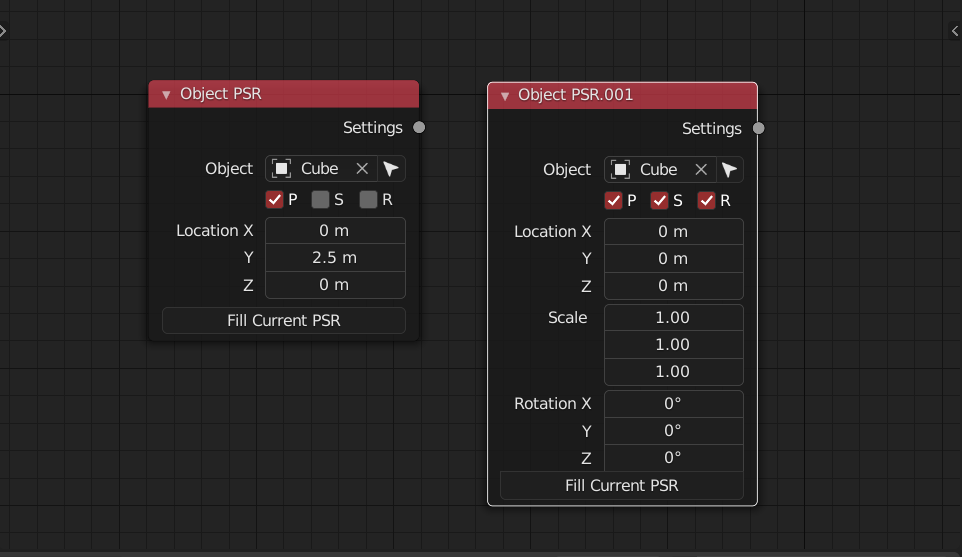 Object PSR
Settings
Object Cube
P S R
Location X 0 m
Y 2.5 m
Z 0 m
Fill Current PSR
Object PSR.001
Settings
Object Cube
P S R
Location X 0 m
Y 0 m
Z 0 m
Scale 1.00
1.00
1.00
Rotation X 0°
Y 0°
Z 0°
Fill Current PSR